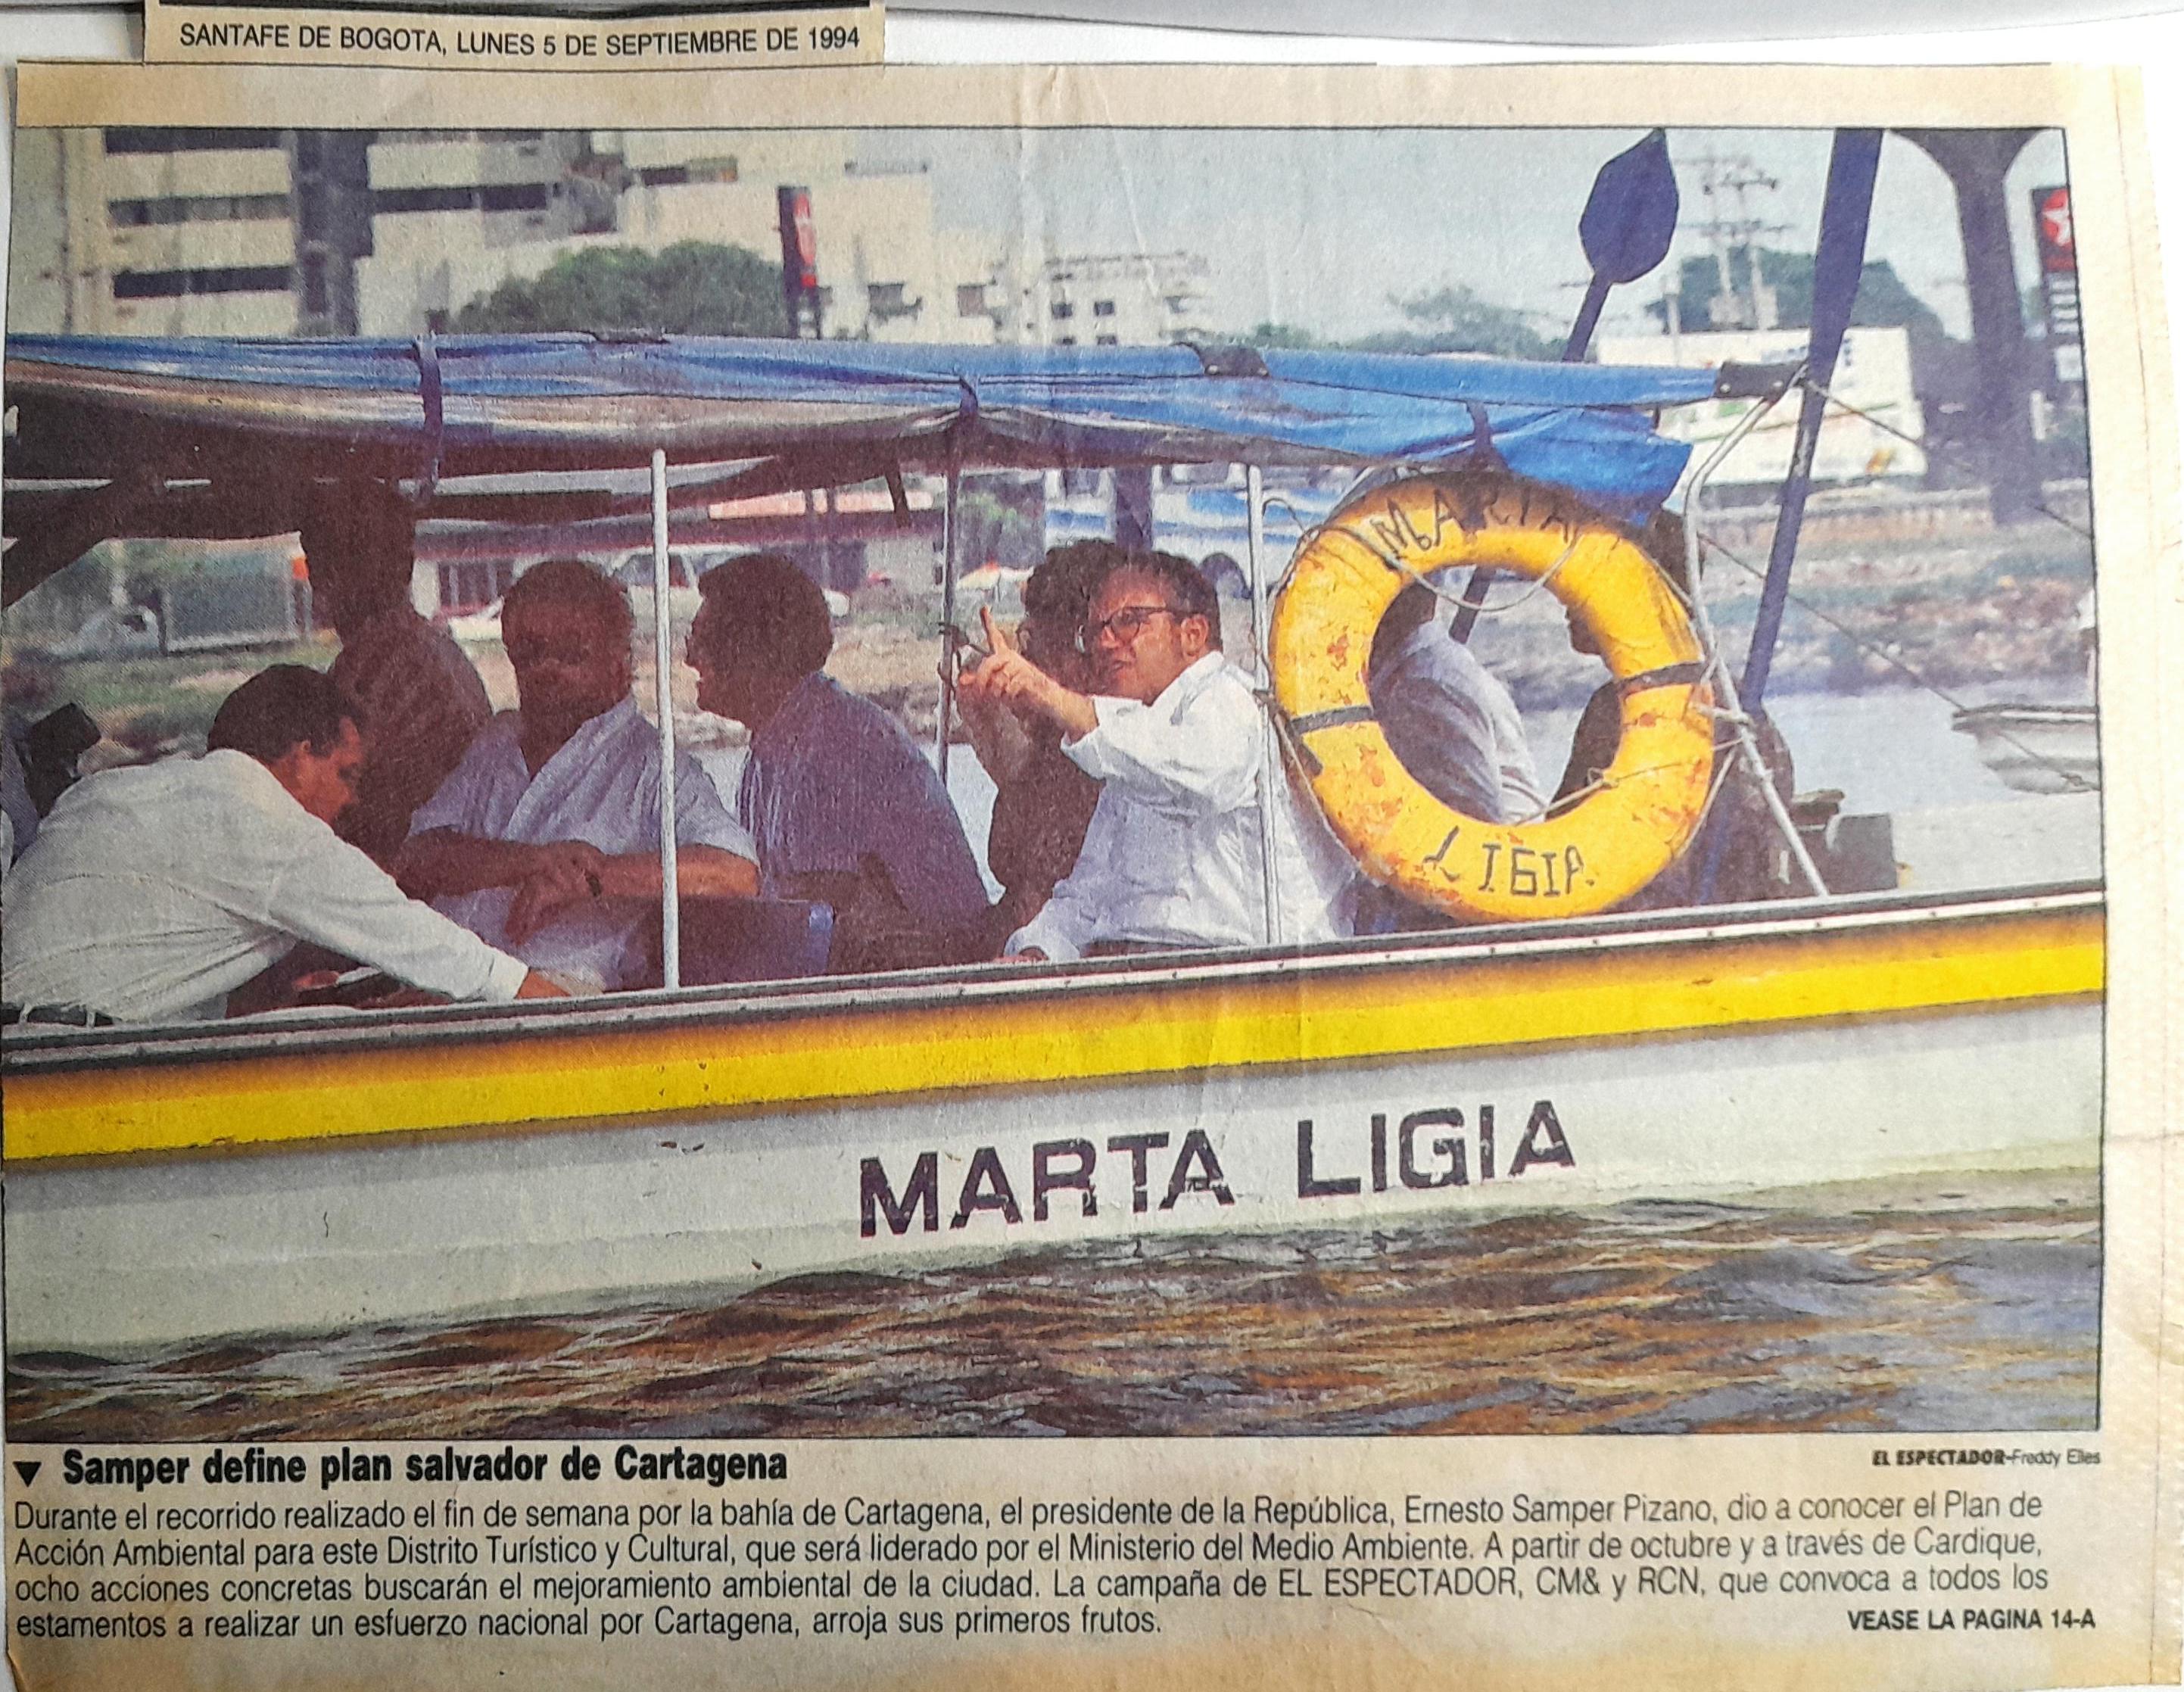 SANTAFE DE BOGOTA, LUNES 5 DE SEPTIEMBRE DE 1994
MARTA
LIGIA
MARTA LIGIA
▼ Samper define plan salvador de Cartagena
EL ESPECTADOR-Freddy Elles
Durante el recorrido realizado el fin de semana por la bahía de Cartagena, el presidente de la República, Ernesto Samper Pizano, dio a conocer el Plan de
Acción Ambiental para este Distrito Turístico y Cultural, que será liderado por el Ministerio del Medio Ambiente. A partir de octubre y a través de Cardique,
ocho acciones concretas buscarán el mejoramiento ambiental de la ciudad. La campaña de EL ESPECTADOR, CM& y RCN, que convoca a todos los
estamentos a realizar un esfuerzo nacional por Cartagena, arroja sus primeros frutos.
VEASE LA PAGINA 14-A